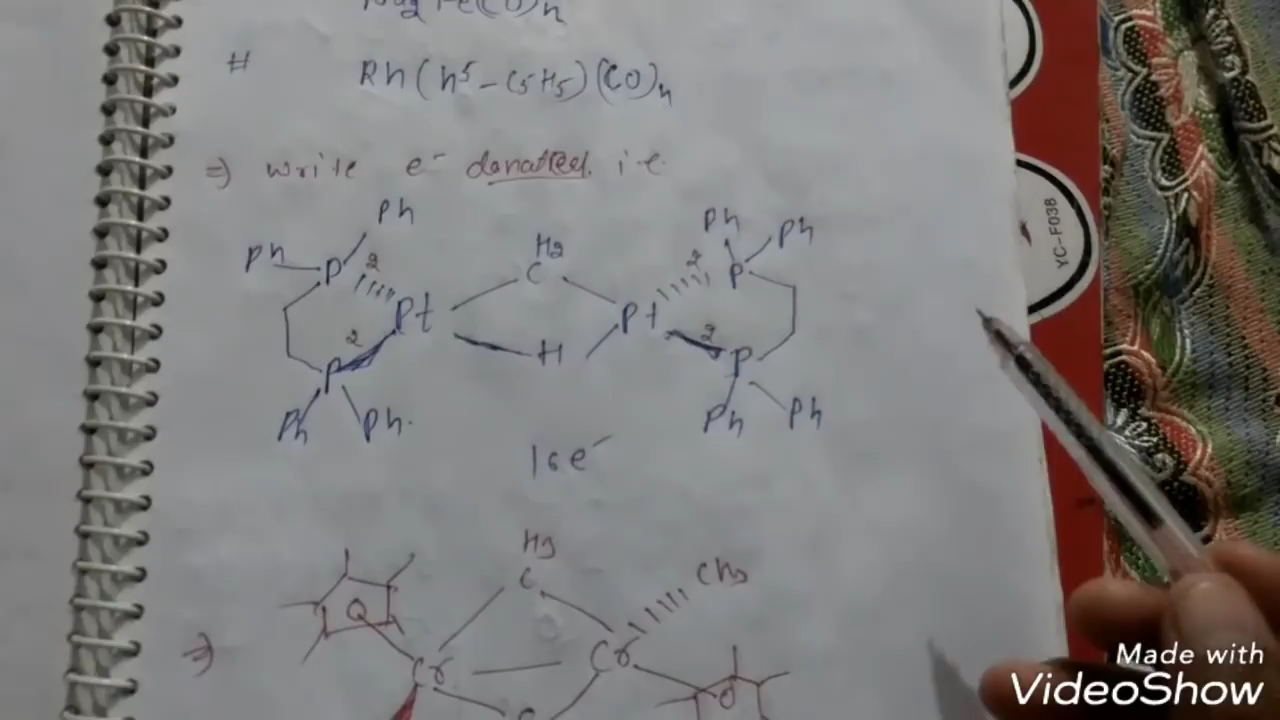 # Rh(η5-C5H5)(CO)n
⇒ write e- donated. i.e
Ph Ph Ph Ph
H2
P 2 C 2 P
Pt Pt
2 H 2
P P
Ph Ph. Ph Ph
16e-
H3
C CH3
⇒ Cr Cr
YC-F038
Made with
VideoShow